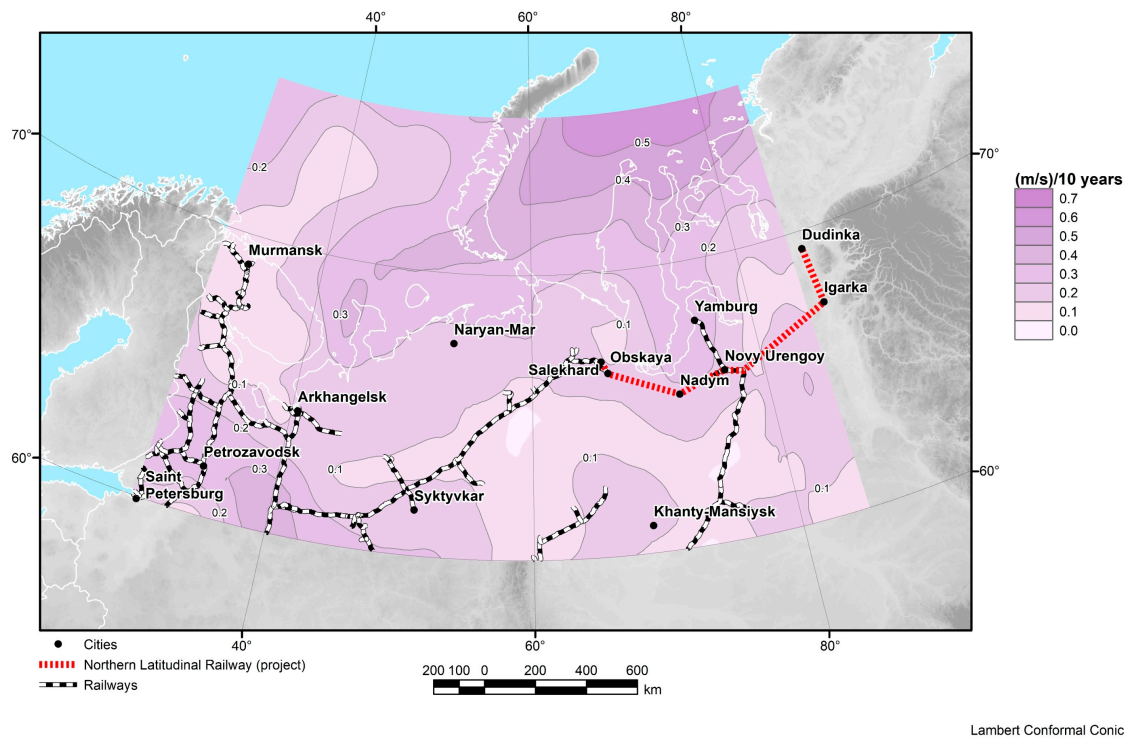 40°
60°
80°
70°
0.5
70°
0.2
0.4
(m/s)/10 years
0.7
0.6
0.5
0.4
0.3
0.2
0.1
0.0
0.3
Dudinka
0.2
Murmansk
Igarka
Yamburg
0.3
0.1
Naryan-Mar
Obskaya
Novy Urengoy
Salekhard
Nadym
0.1
Arkhangelsk
0.2
Petrozavodsk
60°
0.3
0.1
0.1
60°
Saint
Petersburg
Syktyvkar
0.1
0.2
Khanty-Mansiysk
40°
60°
80°
Cities
Northern Latitudinal Railway (project)
Railways
200 100 0 200 400 600
km
Lambert Conformal Conic